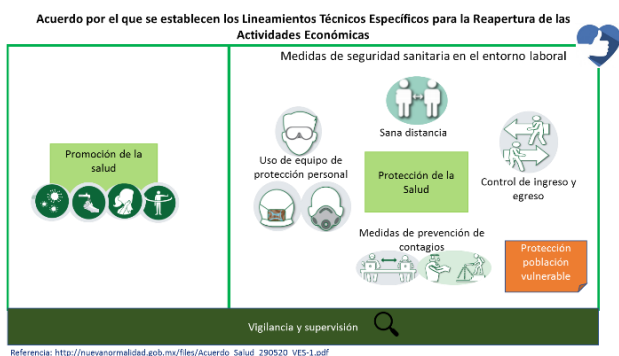 Acuerdo por el que se establecen los Lineamientos Técnicos Específicos para la Reapertura de las
Actividades Económicas
Medidas de seguridad sanitaria en el entorno laboral
Promoción de la
salud
Sana distancia
Uso de equipo de
protección personal
Protección de la
Salud
Control de ingreso y
egreso
Medidas de prevención de
contagios
Protección
población
vulnerable
Vigilancia y supervisión
Referencia: http://nuevanormalidad.gob.mx/files/Acuerdo_Salud_290520_VES-1.pdf